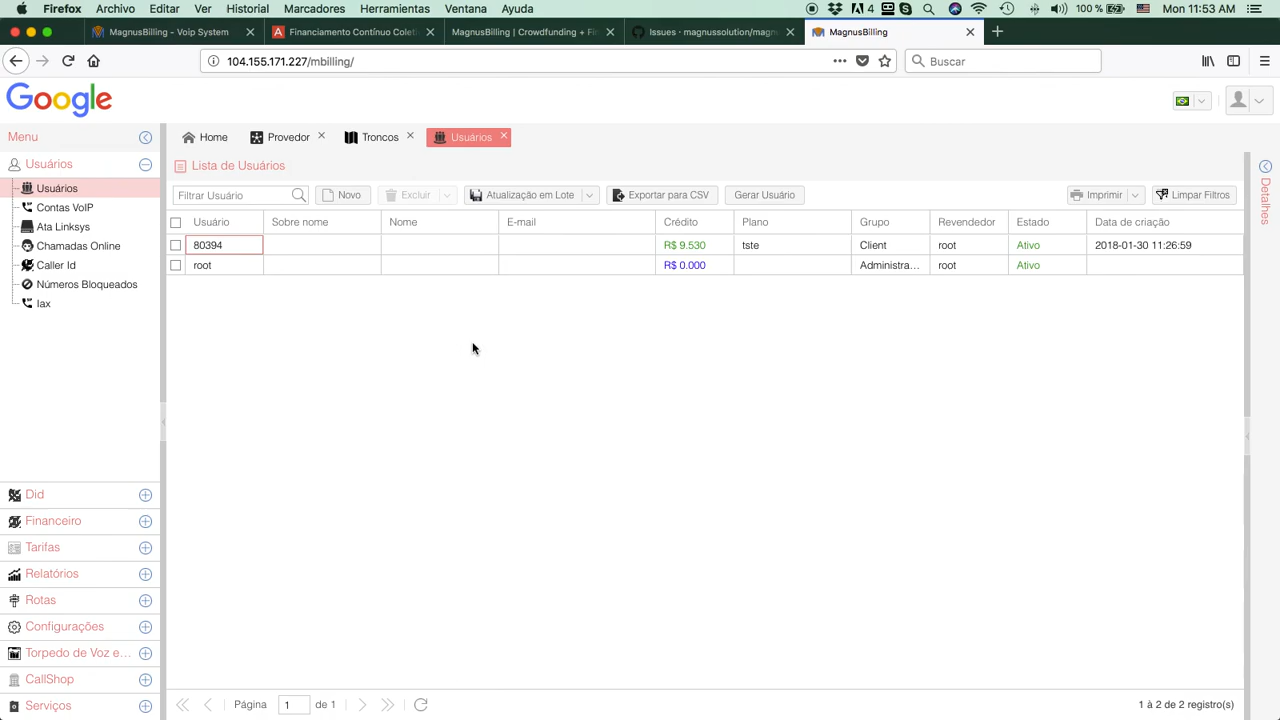 Firefox Arquivo Editar Ver Histórial Marcadores Herramientas Ventana Ayuda 4 100 % Mon 11:53 AM
MagnusBilling - Voip System
Financiamento Contínuo Colet
MagnusBilling | Crowdfunding + Fi
Issues · magnussolution/magn
MagnusBilling
104.155.171.227/mbilling/
Buscar
Google
Menu
Home Provedor Troncos Usuários
Usuários
Usuários
Contas VoIP
Ata Linksys
Chamadas Online
Caller Id
Números Bloqueados
Iax
Did
Financeiro
Tarifas
Relatórios
Rotas
Configurações
Torpedo de Voz e...
CallShop
Serviços
Lista de Usuários
Filtrar Usuário Novo Excluir Atualização em Lote Exportar para CSV Gerar Usuário Imprimir Limpar Filtros
Usuário Sobre nome Nome E-mail Crédito Plano Grupo Revendedor Estado Data de criação
80394 R$ 9.530 tste Client root Ativo 2018-01-30 11:26:59
root R$ 0.000 Administra... root Ativo
Página 1 de 1
1 à 2 de 2 registro(s)
Detalhes